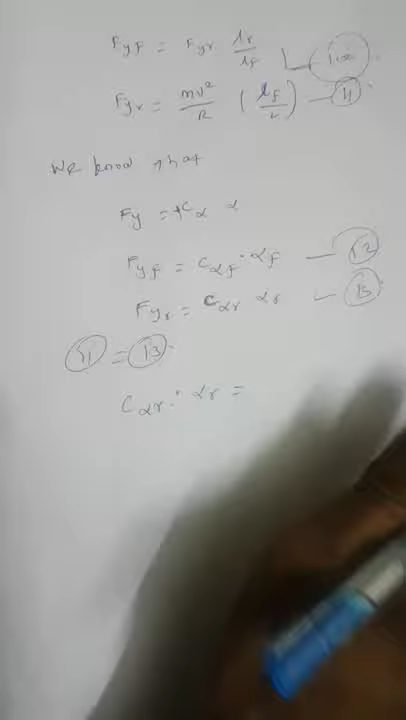 Fyf = Fyr lr/lf
Fyr = mv²/R (lf/L) — 11
We know that
Fy = +Cα α
Fyf = Cαf · αf — 12
Fyr = Cαr αr — 13
11 = 13
Cαr · αr =